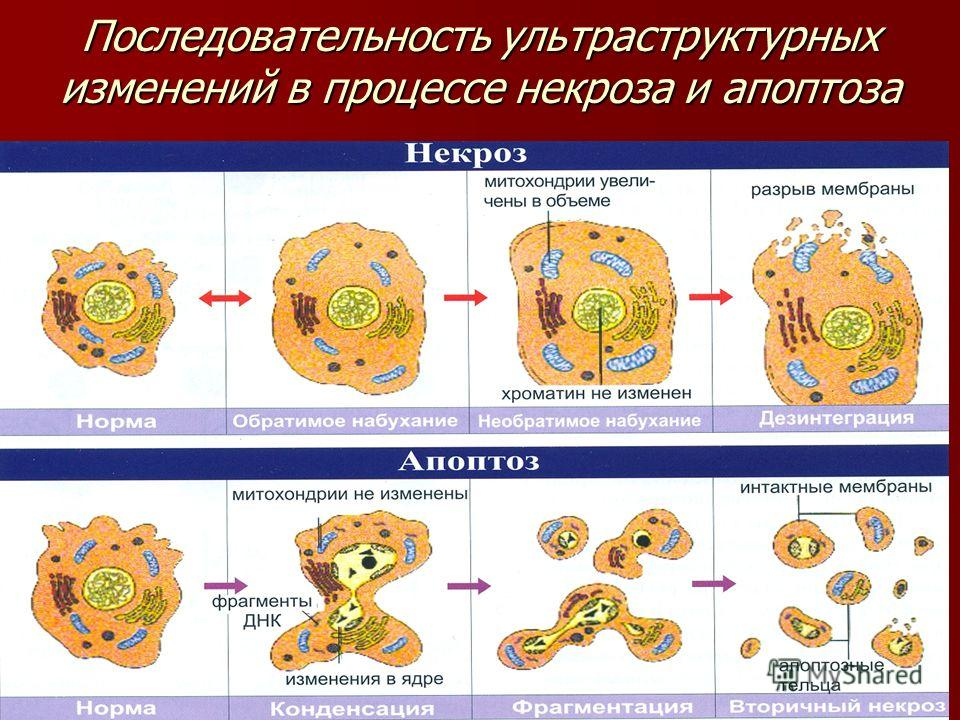 Последовательность ультраструктурных
изменений в процессе некроза и апоптоза
Некроз
митохондрии увели-
чены в объеме
разрыв мембраны
хроматин не изменен
Норма
Обратимое набухание
Необратимое набухание
Дезинтеграция
Апоптоз
митохондрии не изменены
интактные мембраны
фрагменты
ДНК
изменения в ядре
апоптозные
тельца
MyShared
Норма
Конденсация
Фрагментация
Вторичный некроз